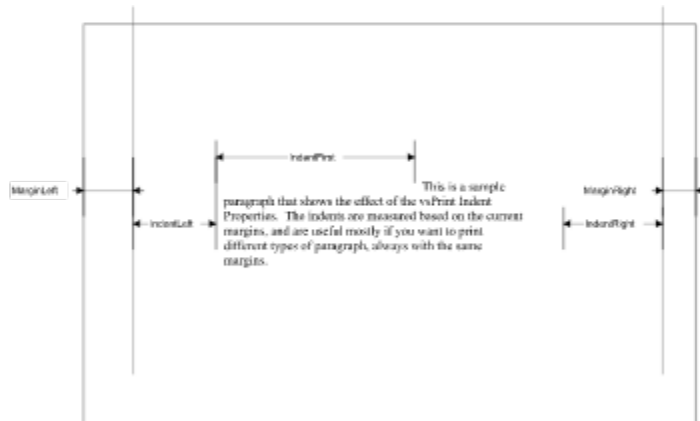 IndentFirst
MarginLeft
This is a sample
MarginRight
paragraph that shows the effect of the vsPrint Indent
IndentLeft
Properties. The indents are measured based on the current
IndentRight
margins, and are useful mostly if you want to print
different types of paragraph, always with the same
margins.